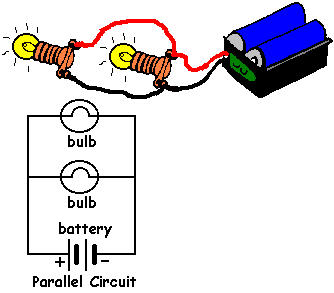 bulb
bulb
battery
+ −
Parallel Circuit